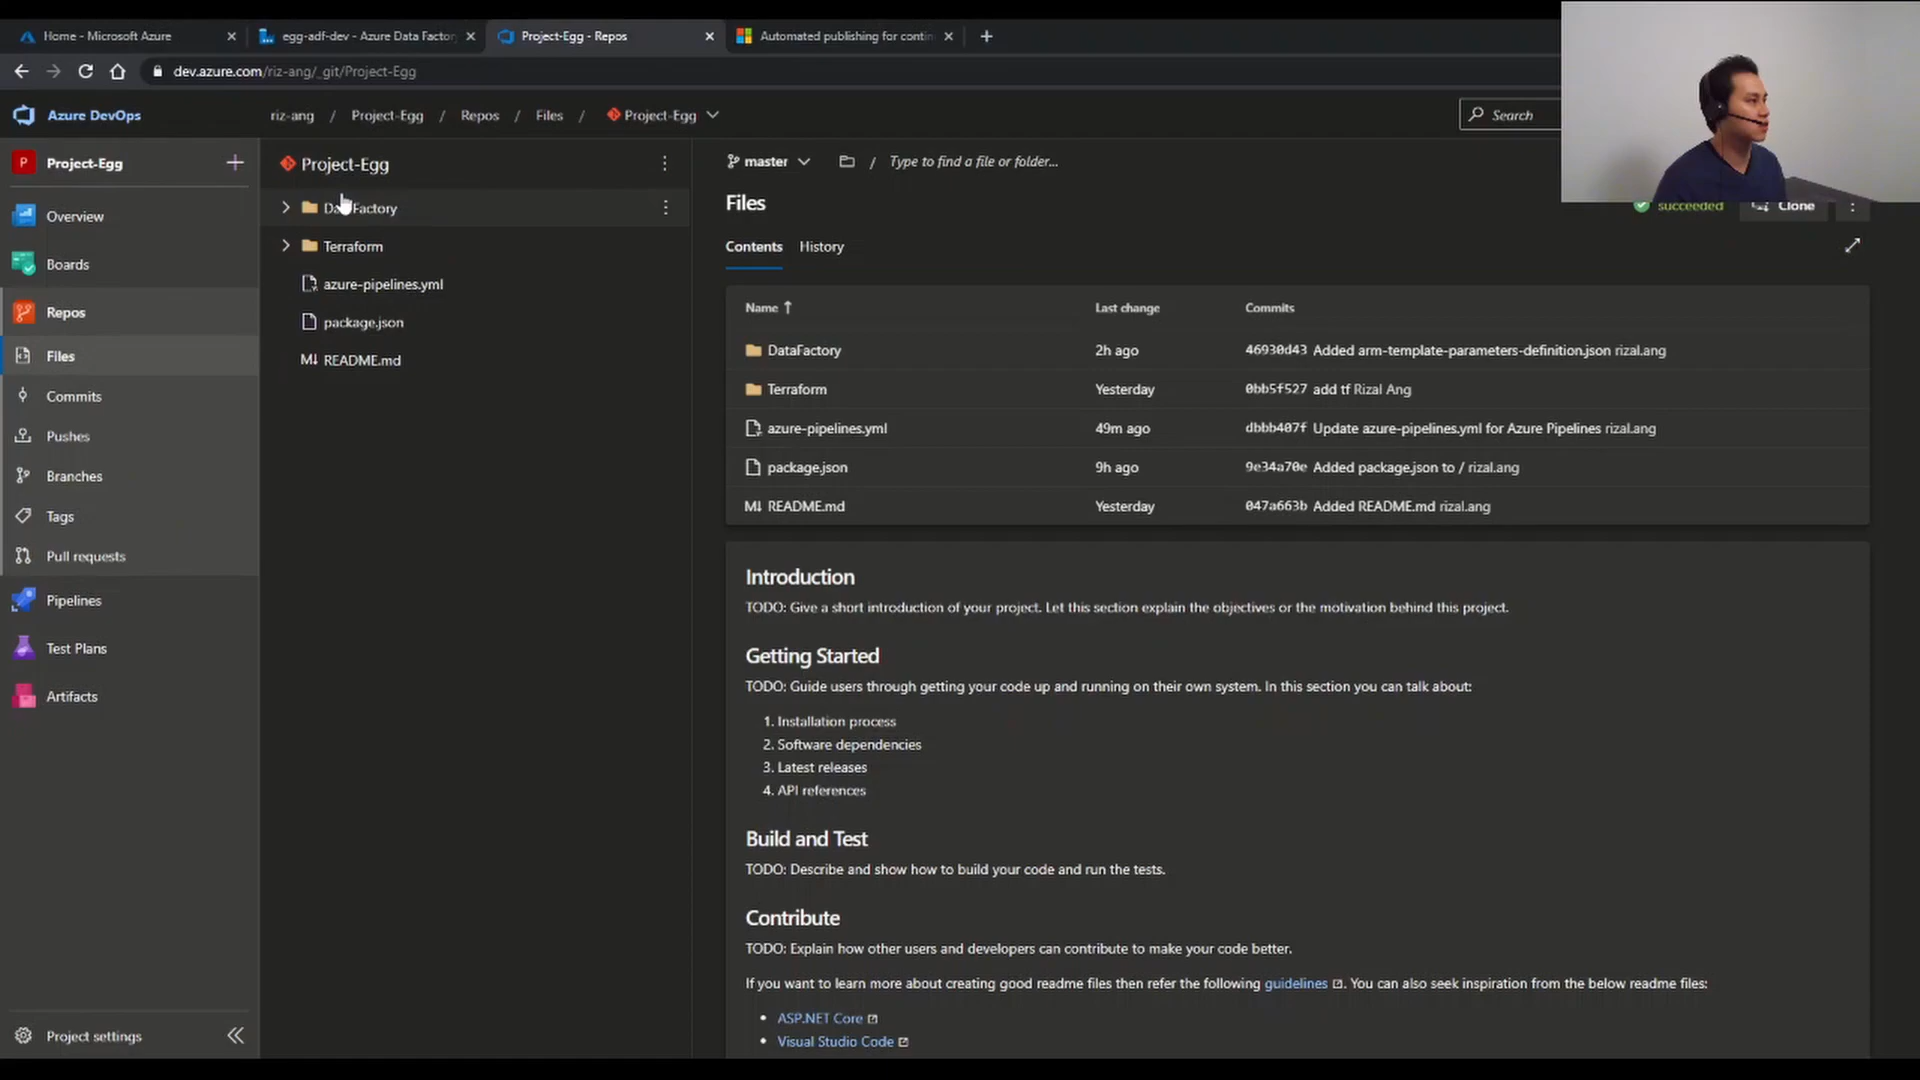 Home - Microsoft Azure
egg-adf-dev - Azure Data Factory
Project-Egg - Repos
Automated publishing for contin
dev.azure.com/riz-ang/_git/Project-Egg
Azure DevOps
riz-ang / Project-Egg / Repos / Files / Project-Egg
Search
P Project-Egg
Overview
Boards
Repos
Files
Commits
Pushes
Branches
Tags
Pull requests
Pipelines
Test Plans
Artifacts
Project settings
Project-Egg
DataFactory
Terraform
azure-pipelines.yml
package.json
M↓ README.md
master / Type to find a file or folder...
Files
succeeded Clone
Contents History
Name ↑ Last change Commits
DataFactory 2h ago 46930d43 Added arm-template-parameters-definition.json rizal.ang
Terraform Yesterday 0bb5f527 add tf Rizal Ang
azure-pipelines.yml 49m ago dbbb407f Update azure-pipelines.yml for Azure Pipelines rizal.ang
package.json 9h ago 9e34a70e Added package.json to / rizal.ang
M↓ README.md Yesterday 047a663b Added README.md rizal.ang
Introduction
TODO: Give a short introduction of your project. Let this section explain the objectives or the motivation behind this project.
Getting Started
TODO: Guide users through getting your code up and running on their own system. In this section you can talk about:
1. Installation process
2. Software dependencies
3. Latest releases
4. API references
Build and Test
TODO: Describe and show how to build your code and run the tests.
Contribute
TODO: Explain how other users and developers can contribute to make your code better.
If you want to learn more about creating good readme files then refer the following guidelines. You can also seek inspiration from the below readme files:
• ASP.NET Core
• Visual Studio Code